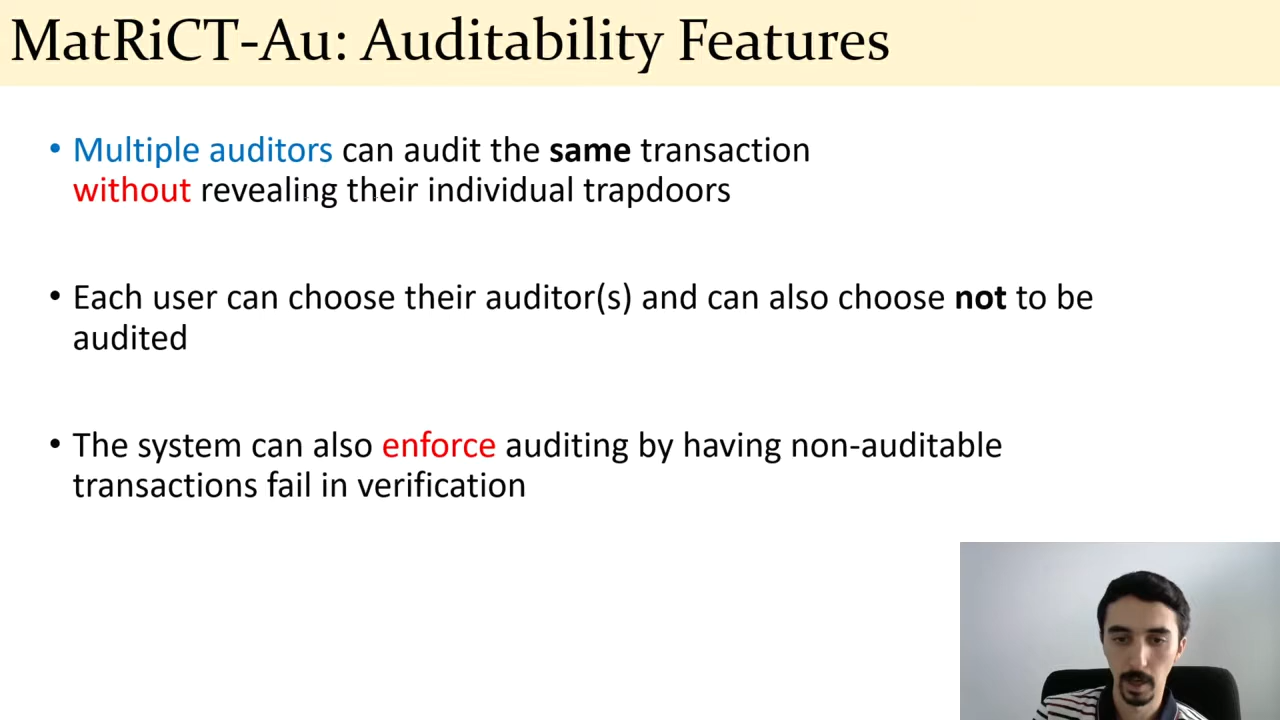 MatRiCT-Au: Auditability Features
• Multiple auditors can audit the same transaction
without revealing their individual trapdoors
• Each user can choose their auditor(s) and can also choose not to be
audited
• The system can also enforce auditing by having non-auditable
transactions fail in verification